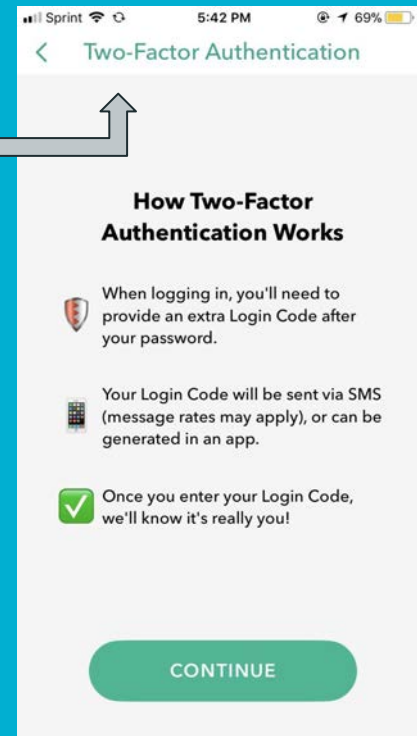 Sprint 5:42 PM 69%
Two-Factor Authentication
How Two-Factor
Authentication Works
When logging in, you'll need to
provide an extra Login Code after
your password.
Your Login Code will be sent via SMS
(message rates may apply), or can be
generated in an app.
Once you enter your Login Code,
we'll know it's really you!
CONTINUE